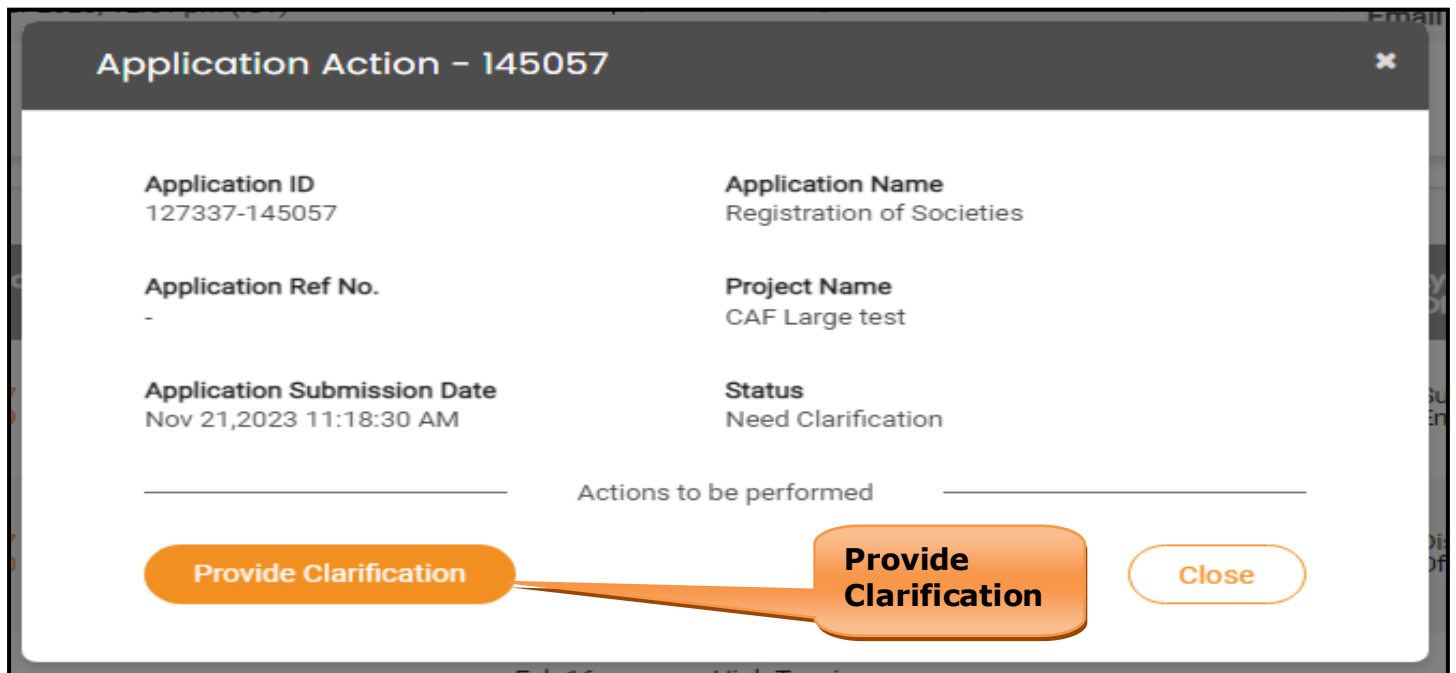 Email
Application Action - 145057
Application ID
127337-145057
Application Name
Registration of Societies
Application Ref No.
-
Project Name
CAF Large test
Application Submission Date
Nov 21,2023 11:18:30 AM
Status
Need Clarification
Actions to be performed
Provide Clarification
Provide
Clarification
Close